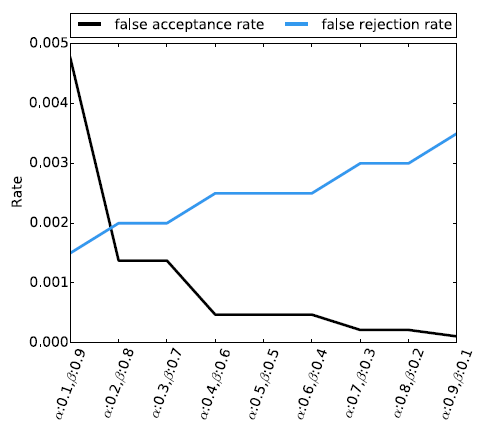 false acceptance rate false rejection rate
0.005
0.004
0.003
0.002
0.001
0.000
Rate
α:0.1,β:0.9
α:0.2,β:0.8
α:0.3,β:0.7
α:0.4,β:0.6
α:0.5,β:0.5
α:0.6,β:0.4
α:0.7,β:0.3
α:0.8,β:0.2
α:0.9,β:0.1